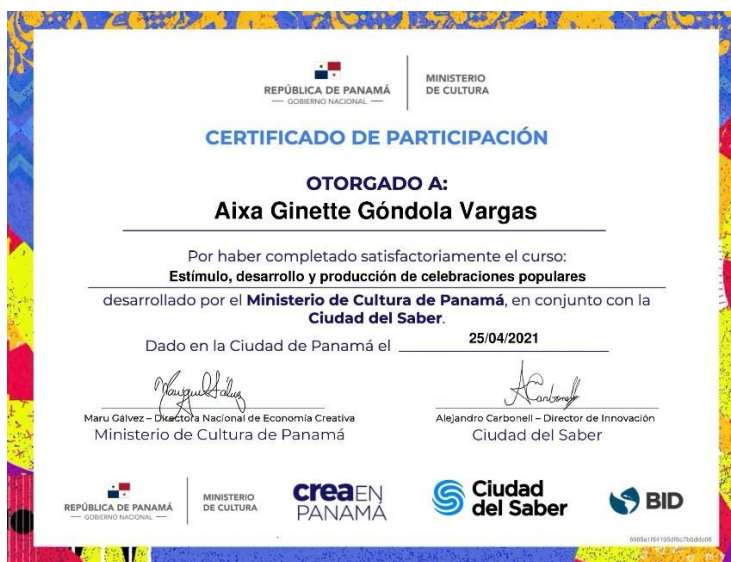 REPÚBLICA DE PANAMÁ
— GOBIERNO NACIONAL —
MINISTERIO
DE CULTURA
CERTIFICADO DE PARTICIPACIÓN
OTORGADO A:
Aixa Ginette Góndola Vargas
Por haber completado satisfactoriamente el curso:
Estímulo, desarrollo y producción de celebraciones populares
desarrollado por el Ministerio de Cultura de Panamá, en conjunto con la
Ciudad del Saber.
Dado en la Ciudad de Panamá el 25/04/2021
Maru Gálvez – Directora Nacional de Economía Creativa
Ministerio de Cultura de Panamá
Alejandro Carbonell – Director de Innovación
Ciudad del Saber
REPÚBLICA DE PANAMÁ
— GOBIERNO NACIONAL —
MINISTERIO
DE CULTURA
crea EN
PANAMÁ
Ciudad
del Saber
BID